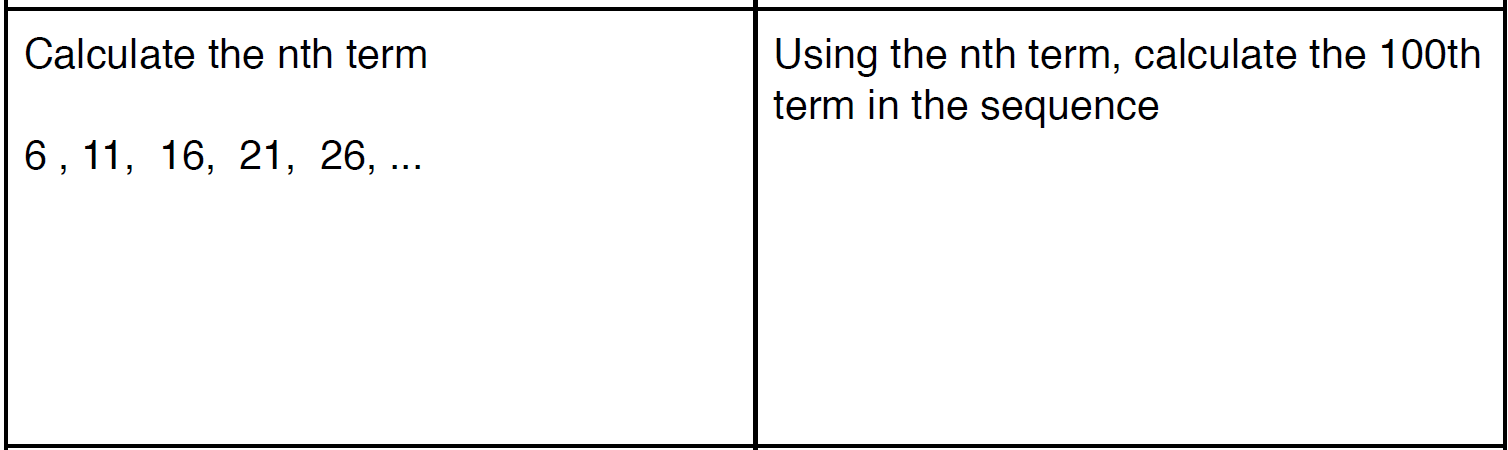 Calculate the nth term
6 , 11, 16, 21, 26, ...
Using the nth term, calculate the 100th
term in the sequence